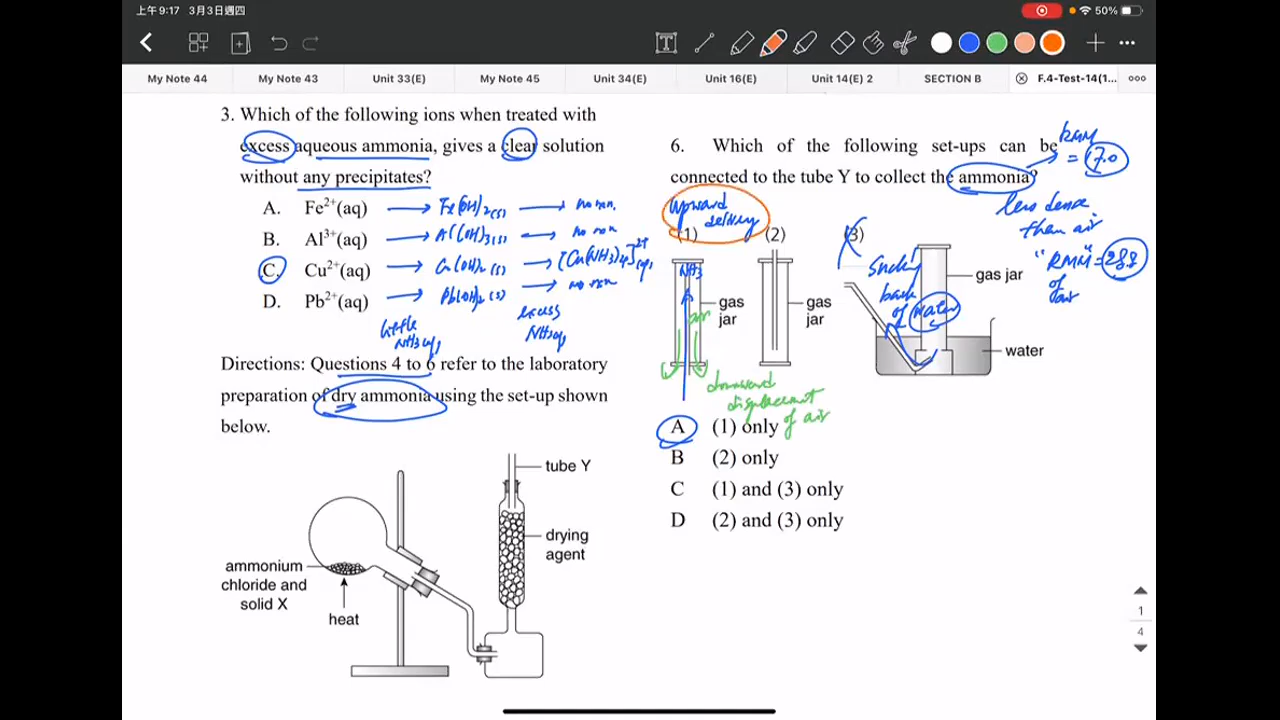 上午9:17 3月3日週四
50%
My Note 44
My Note 43
Unit 33(E)
My Note 45
Unit 34(E)
Unit 16(E)
Unit 14(E) 2
SECTION B
F.4-Test-14(1...
3. Which of the following ions when treated with
excess aqueous ammonia, gives a clear solution
without any precipitates?
A. Fe²⁺(aq) → Fe(OH)₂(s) → no rxn.
B. Al³⁺(aq) → Al(OH)₃(s) → no rxn
C. Cu²⁺(aq) → Cu(OH)₂(s) → [Cu(NH₃)₄]²⁺(aq)
D. Pb²⁺(aq) → Pb(OH)₂(s) → no rxn
little
NH₃(aq)
excess
NH₃(aq)
Directions: Questions 4 to 6 refer to the laboratory
preparation of dry ammonia using the set-up shown
below.
tube Y
drying
agent
ammonium
chloride and
solid X
heat
6. Which of the following set-ups can be
connected to the tube Y to collect the ammonia?
RMM
= 17.0
less dense
than air
"RMM" = 28.8
of
air
upward
delivery
(1)
(2)
(3)
NH₃
air
gas
jar
gas
jar
Sucking
back
of water
gas jar
water
downward
displacement
of air
A (1) only
B (2) only
C (1) and (3) only
D (2) and (3) only
1
4